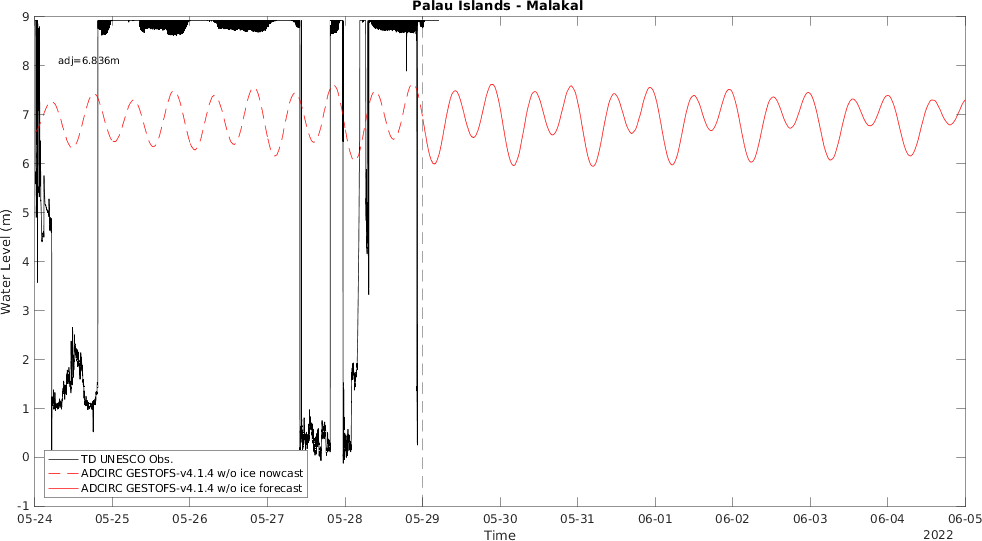 Palau Islands - Malakal
9
8
7
6
5
4
3
2
1
0
-1
Water Level (m)
adj=6.836m
TD UNESCO Obs.
ADCIRC GESTOFS-v4.1.4 w/o ice nowcast
ADCIRC GESTOFS-v4.1.4 w/o ice forecast
05-24 05-25 05-26 05-27 05-28 05-29 05-30 05-31 06-01 06-02 06-03 06-04 06-05
Time
2022